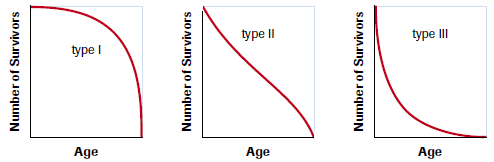 Number of Survivors
type I
Age
Number of Survivors
type II
Age
Number of Survivors
type III
Age